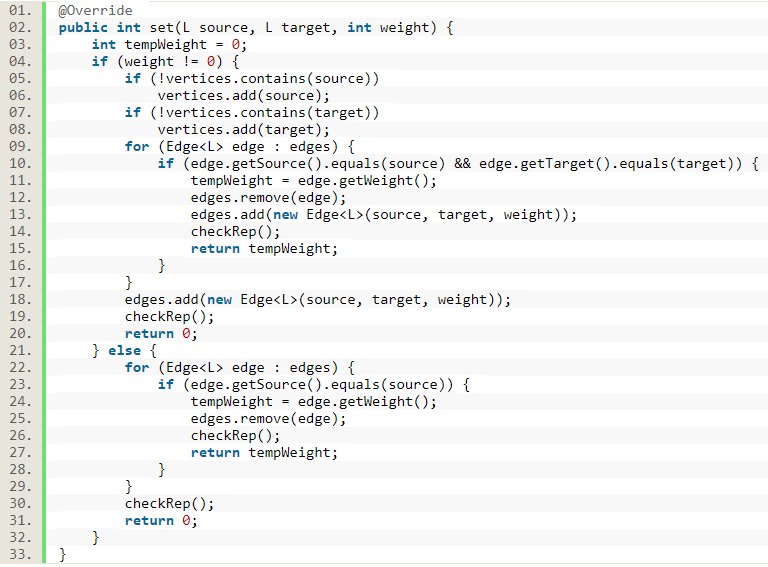 01. @Override
02. public int set(L source, L target, int weight) {
03.     int tempWeight = 0;
04.     if (weight != 0) {
05.         if (!vertices.contains(source))
06.             vertices.add(source);
07.         if (!vertices.contains(target))
08.             vertices.add(target);
09.         for (Edge<L> edge : edges) {
10.             if (edge.getSource().equals(source) && edge.getTarget().equals(target)) {
11.                 tempWeight = edge.getWeight();
12.                 edges.remove(edge);
13.                 edges.add(new Edge<L>(source, target, weight));
14.                 checkRep();
15.                 return tempWeight;
16.             }
17.         }
18.         edges.add(new Edge<L>(source, target, weight));
19.         checkRep();
20.         return 0;
21.     } else {
22.         for (Edge<L> edge : edges) {
23.             if (edge.getSource().equals(source)) {
24.                 tempWeight = edge.getWeight();
25.                 edges.remove(edge);
26.                 checkRep();
27.                 return tempWeight;
28.             }
29.         }
30.         checkRep();
31.         return 0;
32.     }
33. }